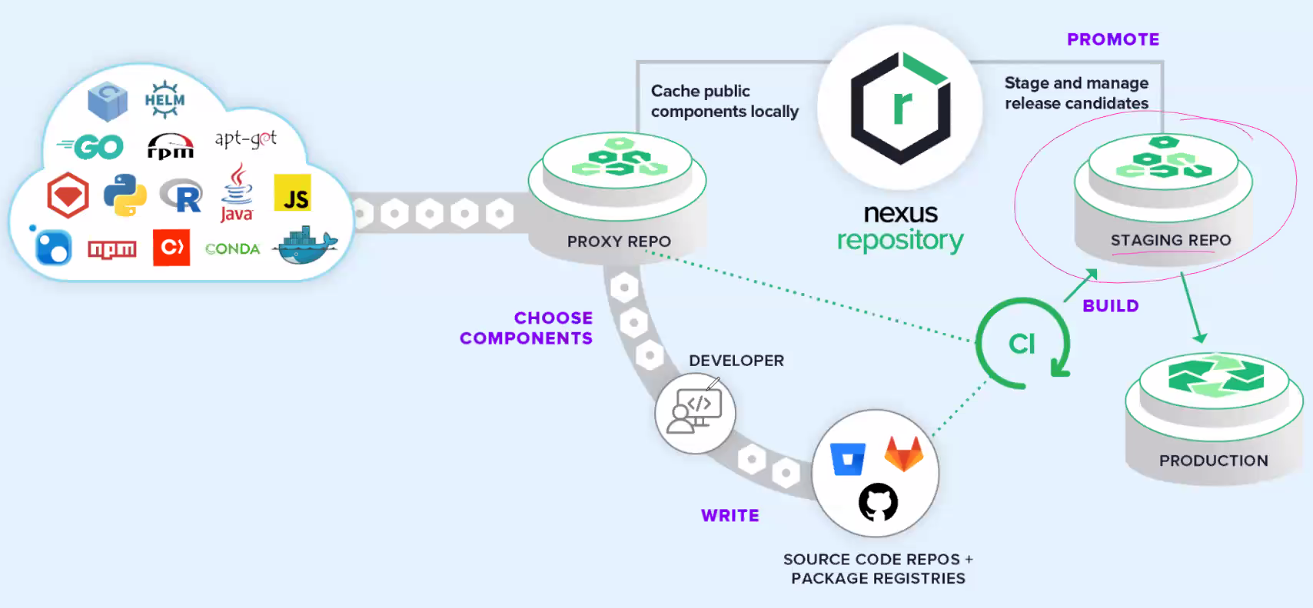 HELM
GO
rpm
apt-get
R
Java
JS
npm
C
CONDA
Cache public
components locally
r
nexus
repository
PROMOTE
Stage and manage
release candidates
PROXY REPO
STAGING REPO
CHOOSE
COMPONENTS
DEVELOPER
</>
CI
BUILD
PRODUCTION
WRITE
SOURCE CODE REPOS +
PACKAGE REGISTRIES